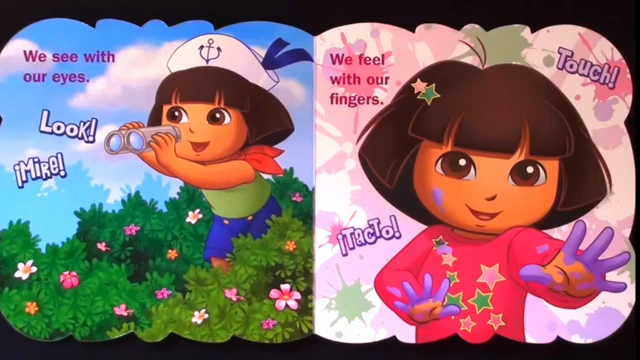 We see with
our eyes.
Look!
¡Mire!
We feel
with our
fingers.
Touch!
¡Tacto!